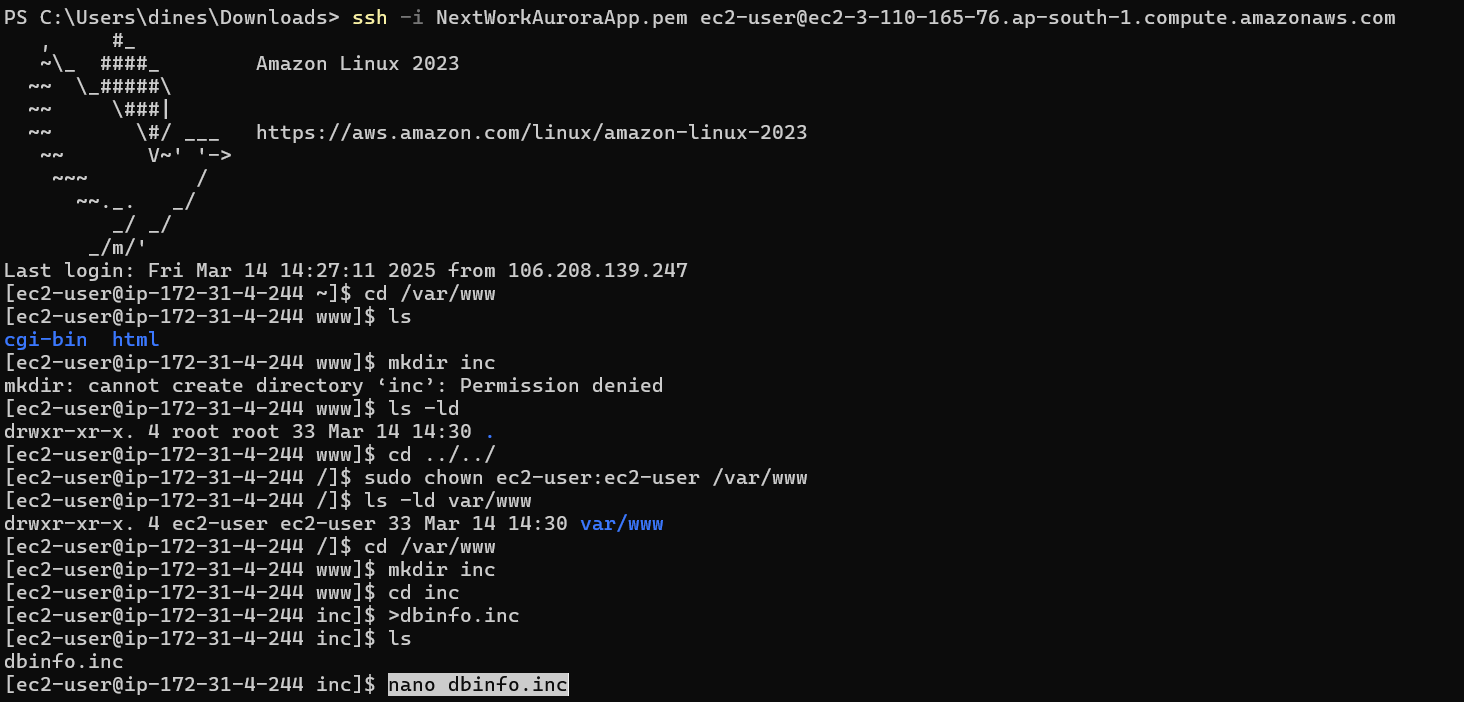 PS C:\Users\dines\Downloads> ssh -i NextWorkAuroraApp.pem ec2-user@ec2-3-110-165-76.ap-south-1.compute.amazonaws.com
   ,     #_
   ~\_  ####_        Amazon Linux 2023
  ~~  \_#####\
  ~~     \###|
  ~~       \#/ ___   https://aws.amazon.com/linux/amazon-linux-2023
   ~~       V~' '->
    ~~~         /
      ~~._.   _/
         _/ _/
       _/m/'
Last login: Fri Mar 14 14:27:11 2025 from 106.208.139.247
[ec2-user@ip-172-31-4-244 ~]$ cd /var/www
[ec2-user@ip-172-31-4-244 www]$ ls
cgi-bin  html
[ec2-user@ip-172-31-4-244 www]$ mkdir inc
mkdir: cannot create directory ‘inc’: Permission denied
[ec2-user@ip-172-31-4-244 www]$ ls -ld
drwxr-xr-x. 4 root root 33 Mar 14 14:30 .
[ec2-user@ip-172-31-4-244 www]$ cd ../../
[ec2-user@ip-172-31-4-244 /]$ sudo chown ec2-user:ec2-user /var/www
[ec2-user@ip-172-31-4-244 /]$ ls -ld var/www
drwxr-xr-x. 4 ec2-user ec2-user 33 Mar 14 14:30 var/www
[ec2-user@ip-172-31-4-244 /]$ cd /var/www
[ec2-user@ip-172-31-4-244 www]$ mkdir inc
[ec2-user@ip-172-31-4-244 www]$ cd inc
[ec2-user@ip-172-31-4-244 inc]$ >dbinfo.inc
[ec2-user@ip-172-31-4-244 inc]$ ls
dbinfo.inc
[ec2-user@ip-172-31-4-244 inc]$ nano dbinfo.inc